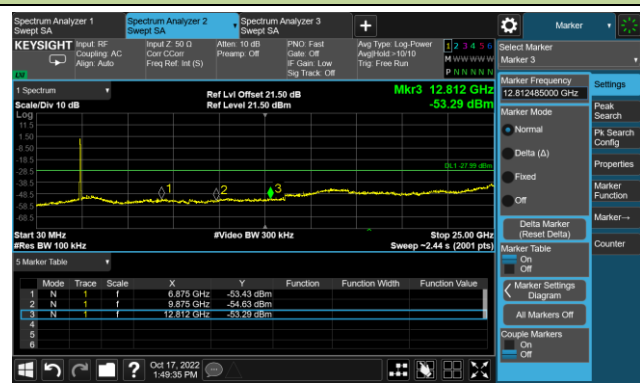 Spectrum Analyzer 1
Swept SA
Spectrum Analyzer 2
Swept SA
Spectrum Analyzer 3
Swept SA
+
Marker
KEYSIGHT
LW
Input: RF
Coupling: AC
Align: Auto
Input Z: 50 Ω
Corr CCorr
Freq Ref: Int (S)
Atten: 10 dB
Preamp: Off
PNO: Fast
Gate: Off
IF Gain: Low
Sig Track: Off
Avg Type: Log-Power
Avg|Hold:>10/10
Trig: Free Run
1 2 3 4 5 6
M W W W W W
P N N N N N
Select Marker
Marker 3
1 Spectrum
Scale/Div 10 dB
Log
Ref Lvl Offset 21.50 dB
Ref Level 21.50 dBm
Mkr3 12.812 GHz
-53.29 dBm
11.5
1.50
-8.50
-18.5
-28.5
-38.5
-48.5
-58.5
-68.5
DL1 -27.99 dBm
1
2
3
Start 30 MHz
#Res BW 100 kHz
#Video BW 300 kHz
Stop 25.00 GHz
Sweep ~2.44 s (2001 pts)
5 Marker Table
Mode Trace Scale X Y Function Function Width Function Value
1 N 1 f 6.875 GHz -53.43 dBm
2 N 1 f 9.875 GHz -54.63 dBm
3 N 1 f 12.812 GHz -53.29 dBm
4
5
6
Marker Frequency
12.812485000 GHz
Marker Mode
Normal
Delta (Δ)
Fixed
Off
Delta Marker
(Reset Delta)
Marker Table
On
Off
Marker Settings
Diagram
All Markers Off
Couple Markers
On
Off
Settings
Peak
Search
Pk Search
Config
Properties
Marker
Function
Marker→
Counter
?
Oct 17, 2022
1:49:35 PM